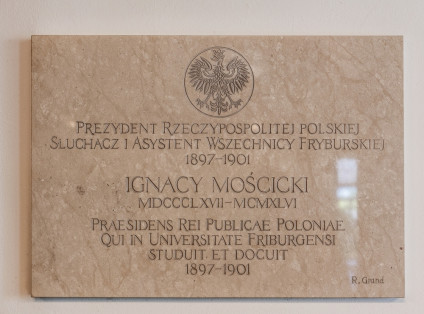 PREZYDENT RZECZYPOSPOLITEJ POLSKIEJ
SŁUCHACZ I ASYSTENT WSZECHNICY FRYBURSKIEJ
1897-1901
IGNACY MOŚCICKI
MDCCCLXVII-MCMXLVI
PRAESIDENS REI PUBLICAE POLONIAE
QUI IN UNIVERSITATE FRIBURGENSI
STUDUIT ET DOCUIT
1897-1901
R. Grand